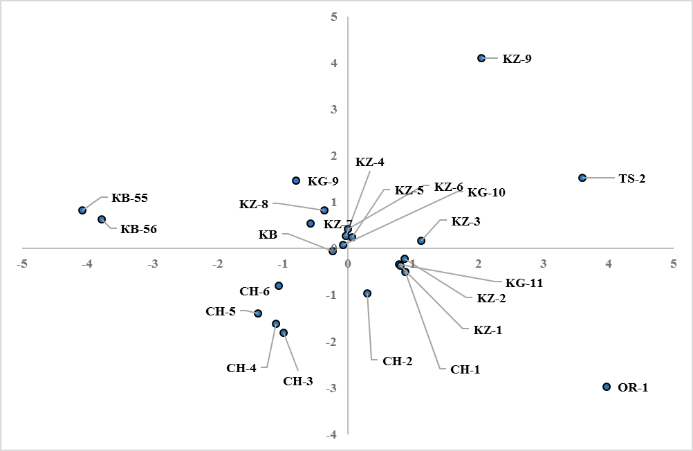 5
4
KZ-9
3
2
KZ-4
TS-2
KG-9
KZ-5
KZ-6
KG-10
KB-55
1
KZ-8
KZ-7
KZ-3
KB-56
KB
0
-5
-4
-3
-2
-1
0
1
2
3
4
5
KG-11
CH-6
-1
KZ-2
CH-5
KZ-1
-2
CH-4
CH-2
CH-1
CH-3
-3
OR-1
-4